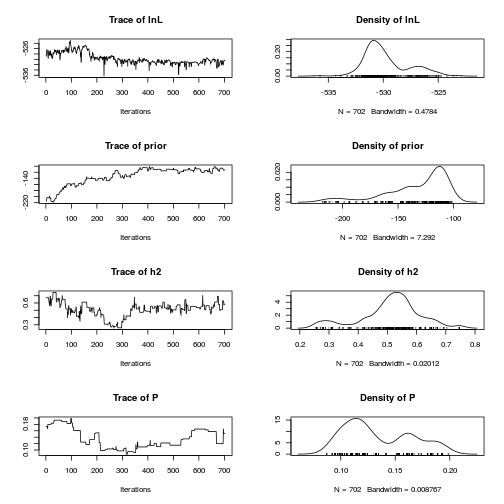 Trace of lnL
-536 -526
0 100 200 300 400 500 600 700
Iterations
Density of lnL
0.00 0.20
-535 -530 -525
N = 702 Bandwidth = 0.4784
Trace of prior
-220 -140
0 100 200 300 400 500 600 700
Iterations
Density of prior
0.000 0.020
-200 -150 -100
N = 702 Bandwidth = 7.292
Trace of h2
0.3 0.6
0 100 200 300 400 500 600 700
Iterations
Density of h2
0 2 4
0.2 0.3 0.4 0.5 0.6 0.7 0.8
N = 702 Bandwidth = 0.02012
Trace of P
0.10 0.18
0 100 200 300 400 500 600 700
Iterations
Density of P
0 5 15
0.10 0.15 0.20
N = 702 Bandwidth = 0.008767